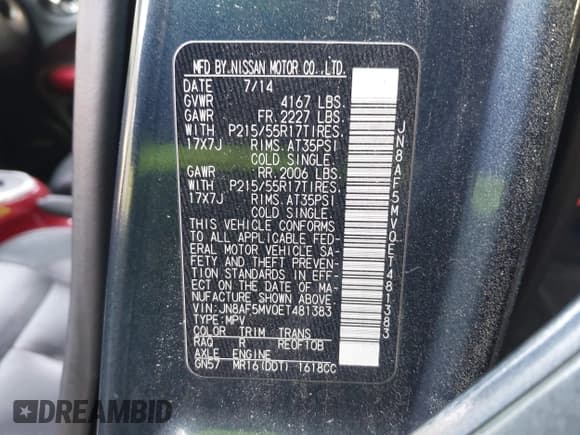 MFD BY.NISSAN MOTOR CO.,LTD.
DATE 7/14
GVWR 4167 LBS.
GAWR FR.2227 LBS.
WITH P215/55R17TIRES.
17X7J RIMS.AT35PSI
COLD SINGLE.
GAWR RR.2006 LBS.
WITH P215/55R17TIRES.
17X7J RIMS.AT35PSI
COLD SINGLE.
THIS VEHICLE CONFORMS
TO ALL APPLICABLE FED-
ERAL MOTOR VEHICLE SA-
FETY AND THEFT PREVEN-
TION STANDARDS IN EFF-
ECT ON THE DATE OF MA-
NUFACTURE SHOWN ABOVE.
VIN:JN8AF5MV0ET481383
TYPE:MPV
COLOR TRIM TRANS
RAQ R RE0F10B
AXLE ENGINE
GN57 MR16(DDT) 1618CC
JN8AF5MV0ET481383
DREAMBID